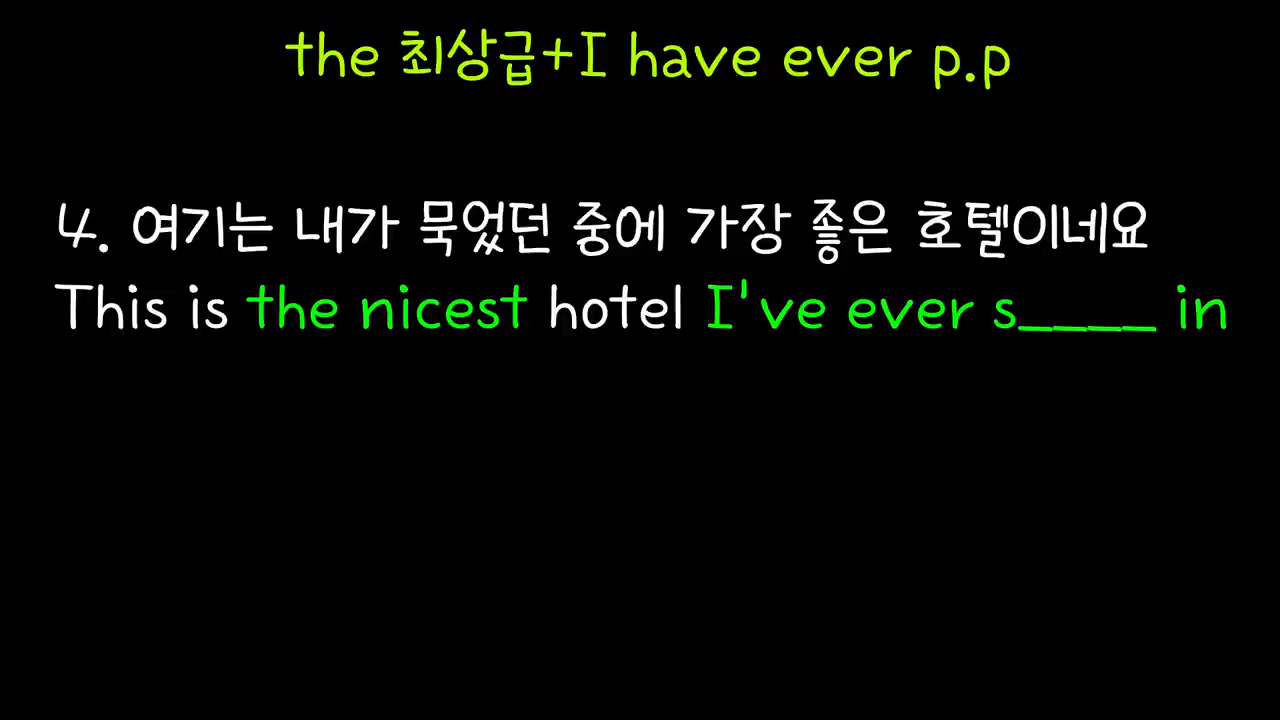 the 최상급+I have ever p.p
4. 여기는 내가 묵었던 중에 가장 좋은 호텔이네요
This is the nicest hotel I've ever s____ in